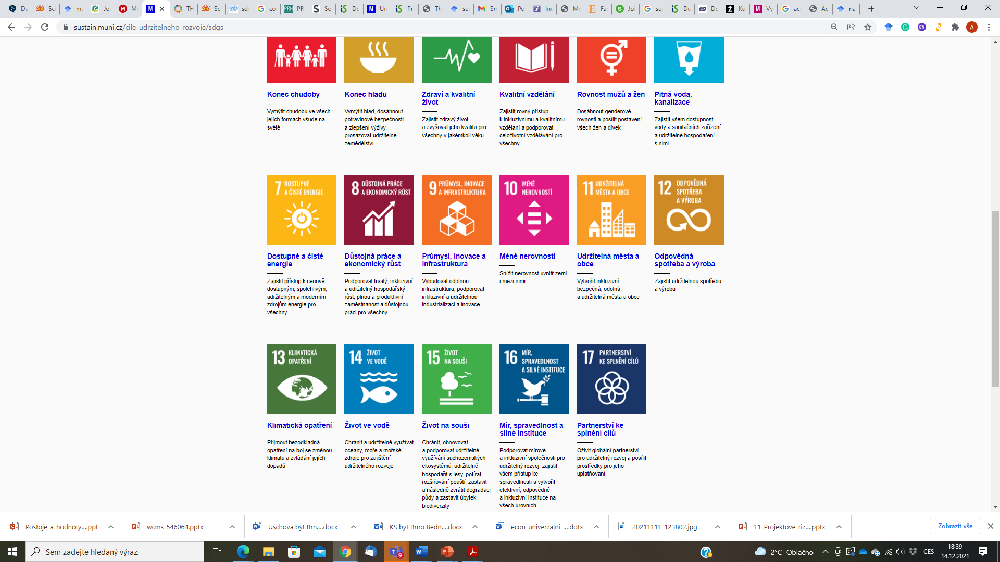 De
Sc
ma
Jo
Me
TH
Sc
sd
co
PR
Se
Do
Un
Pri
Th
su
Sm
Po
Ine
Mc
Fac
Joi
su
De
Do
Kd
Vy
ac
Ac
na
sustain.muni.cz/cile-udrzitelneho-rozvoje/sdgs
A
Konec chudoby
Vymýtit chudobu ve všech
jejích formách všude na
světě
Konec hladu
Vymýtit hlad, dosáhnout
potravinové bezpečnosti
a zlepšení výživy,
prosazovat udržitelné
zemědělství
Zdraví a kvalitní
život
Zajistit zdravý život
a zvyšovat jeho kvalitu pro
všechny v jakémkoli věku
Kvalitní vzdělání
Zajistit rovný přístup
k inkluzivnímu a kvalitnímu
vzdělání a podporovat
celoživotní vzdělávání pro
všechny
Rovnost mužů a žen
Dosáhnout genderové
rovnosti a posílit postavení
všech žen a dívek
Pitná voda,
kanalizace
Zajistit všem dostupnost
vody a sanitačních zařízení
a udržitelné hospodaření
s nimi
7 DOSTUPNÉ
A ČISTÉ ENERGIE
Dostupné a čisté
energie
Zajistit přístup k cenově
dostupným, spolehlivým,
udržitelným a moderním
zdrojům energie pro
všechny
8 DŮSTOJNÁ PRÁCE
A EKONOMICKÝ RŮST
Důstojná práce a
ekonomický růst
Podporovat trvalý, inkluzivní
a udržitelný hospodářský
růst, plnou a produktivní
zaměstnanost a důstojnou
práci pro všechny
9 PRŮMYSL, INOVACE
A INFRASTRUKTURA
Průmysl, inovace a
infrastruktura
Vybudovat odolnou
infrastrukturu, podporovat
inkluzivní a udržitelnou
industrializaci a inovace
10 MÉNĚ
NEROVNOSTÍ
Méně nerovností
Snížit nerovnost uvnitř zemí
i mezi nimi
11 UDRŽITELNÁ
MĚSTA A OBCE
Udržitelná města a
obce
Vytvořit inkluzivní,
bezpečná, odolná
a udržitelná města a obce
12 ODPOVĚDNÁ
SPOTŘEBA
A VÝROBA
Odpovědná
spotřeba a výroba
Zajistit udržitelnou spotřebu
a výrobu
13 KLIMATICKÁ
OPATŘENÍ
Klimatická opatření
Přijmout bezodkladná
opatření na boj se změnou
klimatu a zvládání jejích
dopadů
14 ŽIVOT
VE VODĚ
Život ve vodě
Chránit a udržitelně využívat
oceány, moře a mořské
zdroje pro zajištění
udržitelného rozvoje
15 ŽIVOT
NA SOUŠI
Život na souši
Chránit, obnovovat
a podporovat udržitelné
využívání suchozemských
ekosystémů, udržitelně
hospodařit s lesy, potírat
rozšiřování pouští, zastavit
a následně zvrátit degradaci
půdy a zastavit úbytek
biodiverzity
16 MÍR,
SPRAVEDLNOST
A SILNÉ INSTITUCE
Mír, spravedlnost a
silné instituce
Podporovat mírové
a inkluzivní společnosti pro
udržitelný rozvoj, zajistit
všem přístup ke
spravedlnosti a vytvořit
efektivní, odpovědné
a inkluzivní instituce na
všech úrovních
17 PARTNERSTVÍ
KE SPLNĚNÍ CÍLŮ
Partnerství ke
splnění cílů
Oživit globální partnerství
pro udržitelný rozvoj a posílit
prostředky pro jeho
uplatňování
Postoje-a-hodnoty....ppt
wcms_546064.pptx
Uschova byt Brn....docx
KS byt Brno Bedn....docx
econ_univerzalni_....dotx
20211111_123802.jpg
11_Projektove_riz....pptx
Zobrazit vše
Sem zadejte hledaný výraz
9
2°C Oblačno
CES
18:39
14.12.2021